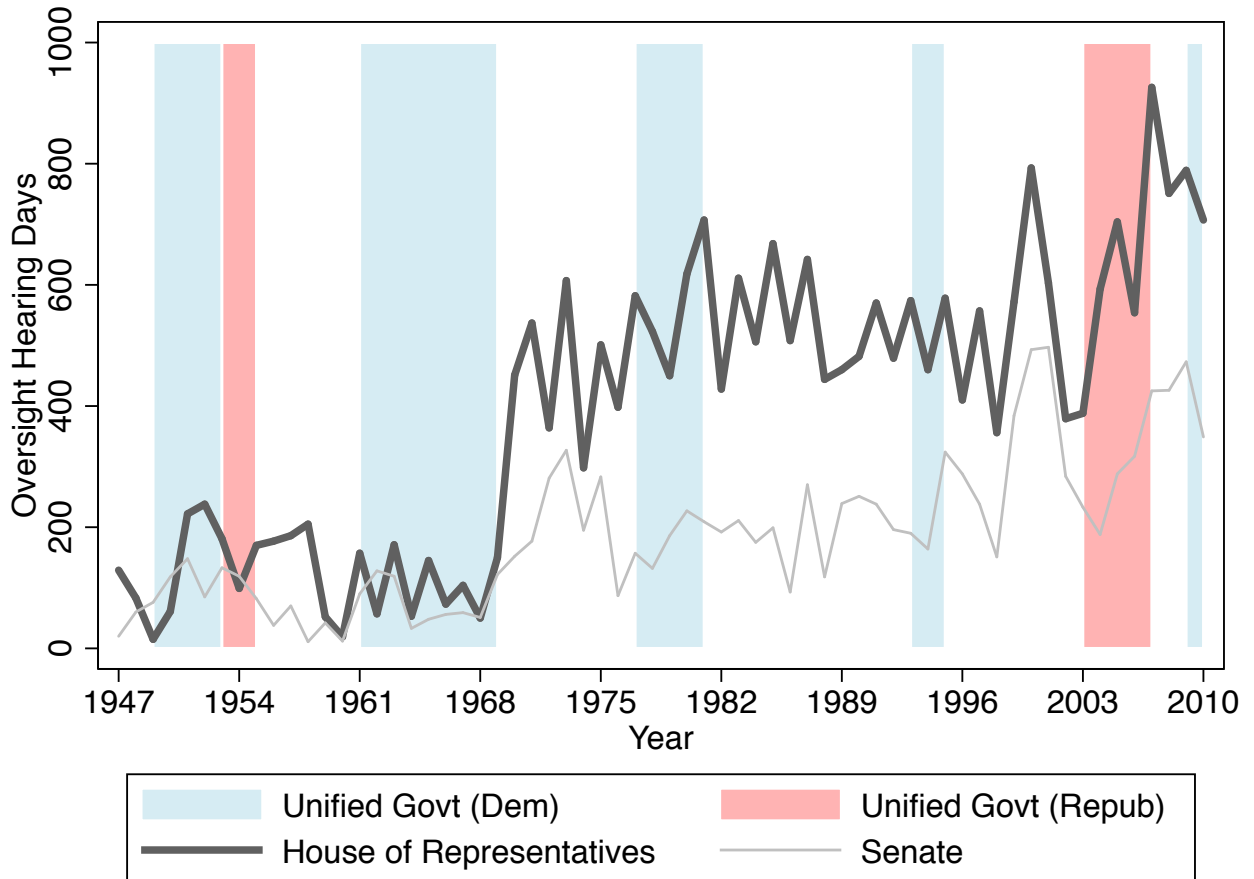 1000
800
600
400
200
0
Oversight Hearing Days
1947 1954 1961 1968 1975 1982 1989 1996 2003 2010
Year
Unified Govt (Dem) Unified Govt (Repub)
House of Representatives Senate